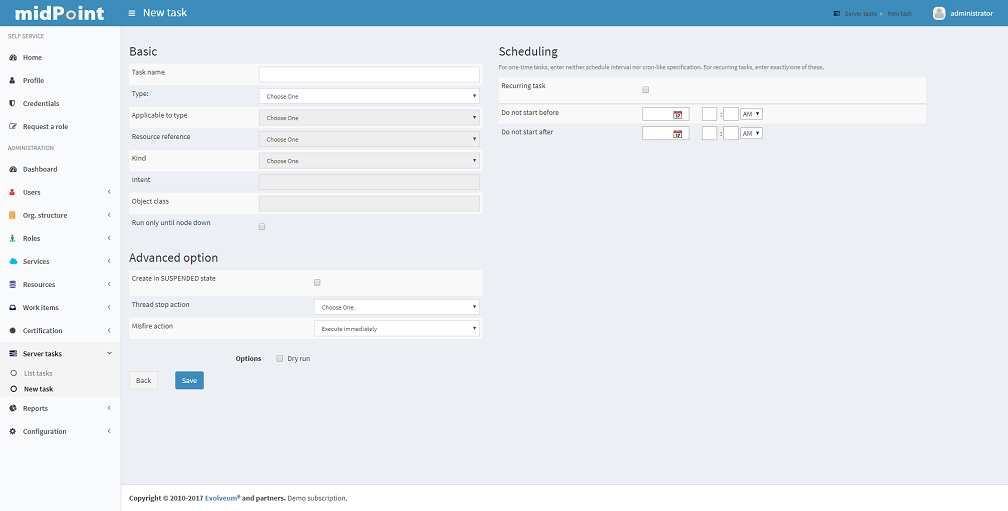 midPoint
New task
Server tasks
New task
administrator
SELF SERVICE
Home
Profile
Credentials
Request a role
ADMINISTRATION
Dashboard
Users
Org. structure
Roles
Services
Resources
Work items
Certification
Server tasks
List tasks
New task
Reports
Configuration
Basic
Task name
Type:
Choose One
Applicable to type
Choose One
Resource reference
Choose One
Kind
Choose One
Intent
Object class
Run only until node down
Advanced option
Create in SUSPENDED state
Thread stop action
Choose One
Misfire action
Execute immediately
Options
Dry run
Back
Save
Scheduling
For one-time tasks, enter neither schedule interval nor cron-like specification. For recurring tasks, enter exactly one of these.
Recurring task
Do not start before
: AM
Do not start after
: AM
Copyright © 2010-2017 Evolveum® and partners. Demo subscription.